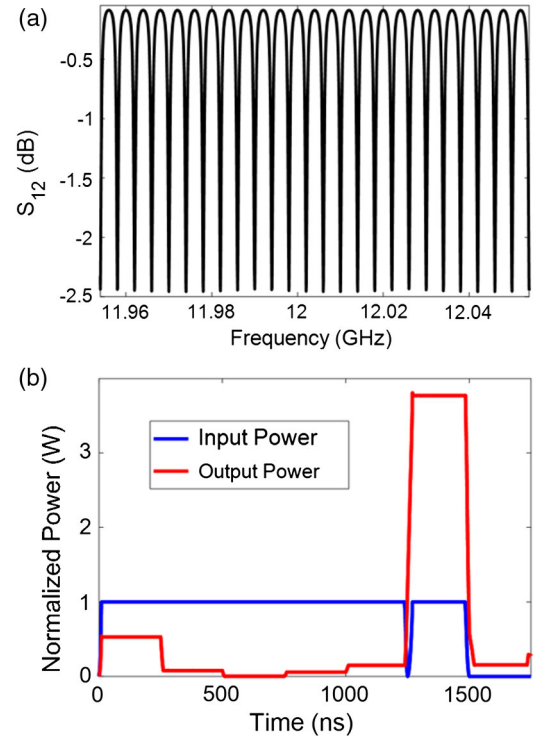 (a)
-0.5
-1
-1.5
-2
-2.5
S12 (dB)
11.96 11.98 12 12.02 12.04
Frequency (GHz)
(b)
3
2
1
0
Normalized Power (W)
Input Power
Output Power
0 500 1000 1500
Time (ns)